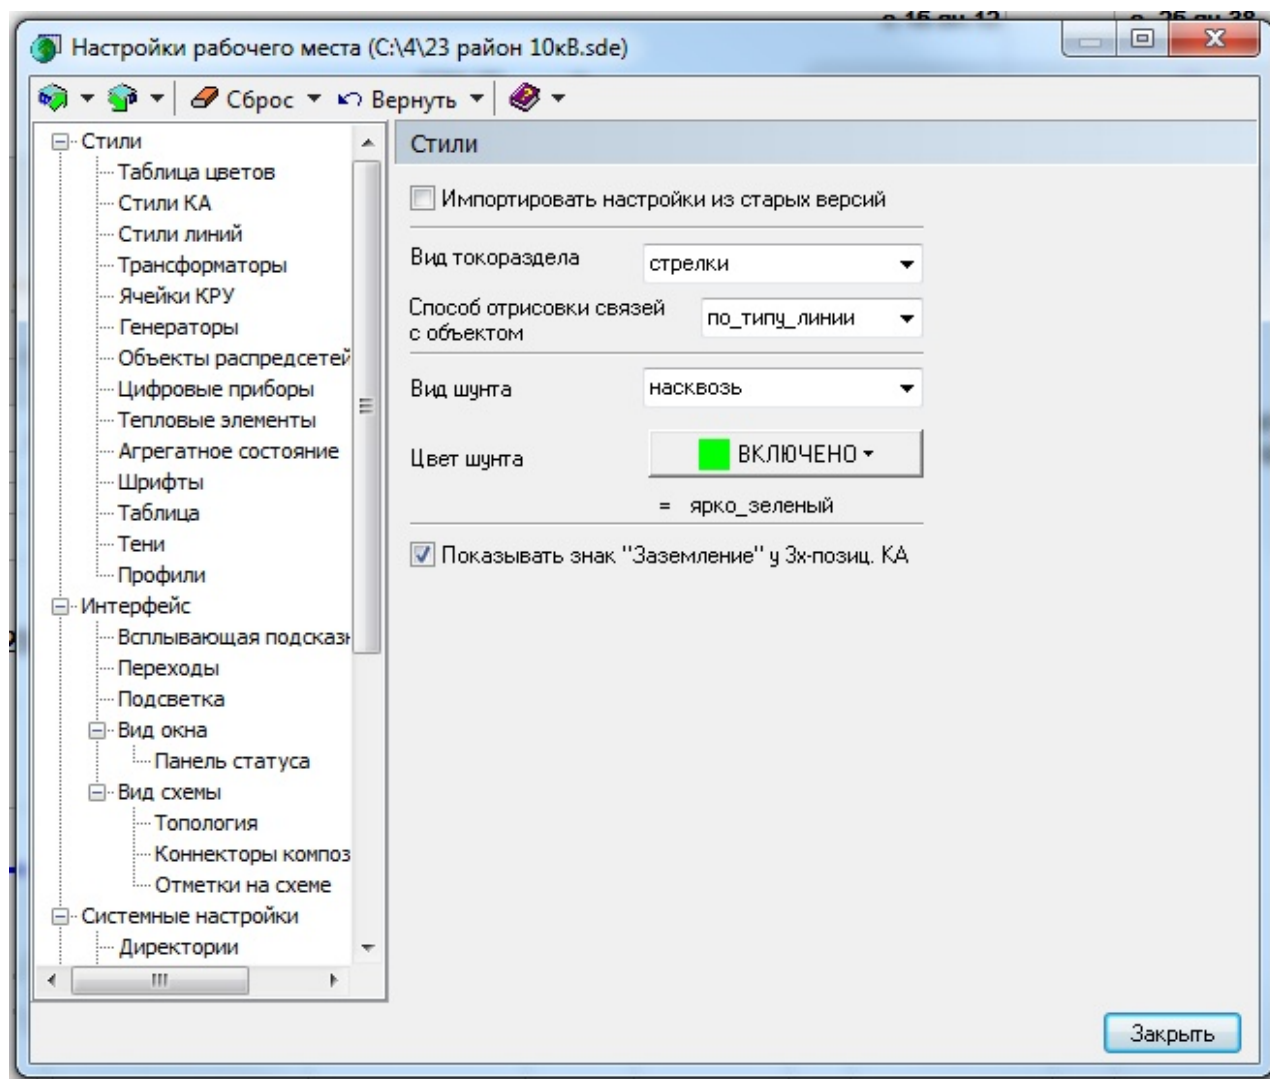 Настройки рабочего места (C:\4\23 район 10кВ.sde)
Сброс Вернуть
Стили
Таблица цветов
Стили КА
Стили линий
Трансформаторы
Ячейки КРУ
Генераторы
Объекты распредсетей
Цифровые приборы
Тепловые элементы
Агрегатное состояние
Шрифты
Таблица
Тени
Профили
Интерфейс
Всплывающая подсказ
Переходы
Подсветка
Вид окна
Панель статуса
Вид схемы
Топология
Коннекторы композ
Отметки на схеме
Системные настройки
Директории
Стили
Импортировать настройки из старых версий
Вид токораздела стрелки
Способ отрисовки связей
с объектом
по_типу_линии
Вид шунта насквозь
Цвет шунта ВКЛЮЧЕНО
= ярко_зеленый
Показывать знак "Заземление" у 3х-позиц. КА
Закрыть